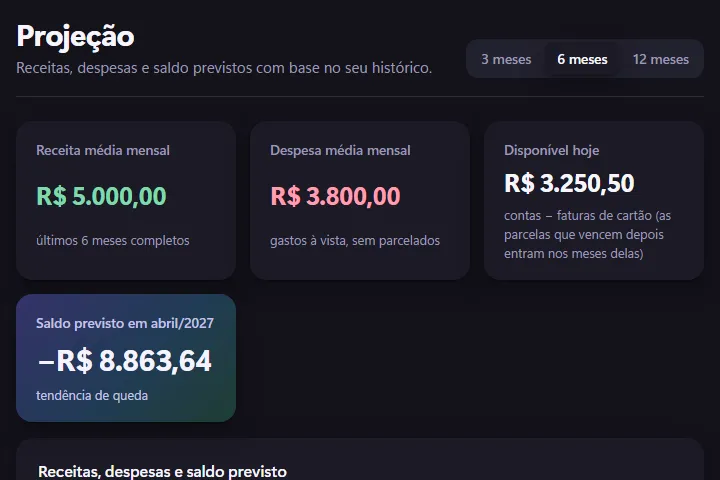 Projeção
Receitas, despesas e saldo previstos com base no seu histórico.
3 meses
6 meses
12 meses
Receita média mensal
R$ 5.000,00
últimos 6 meses completos
Despesa média mensal
R$ 3.800,00
gastos à vista, sem parcelados
Disponível hoje
R$ 3.250,50
contas − faturas de cartão (as
parcelas que vencem depois
entram nos meses delas)
Saldo previsto em abril/2027
−R$ 8.863,64
tendência de queda
Receitas, despesas e saldo previsto